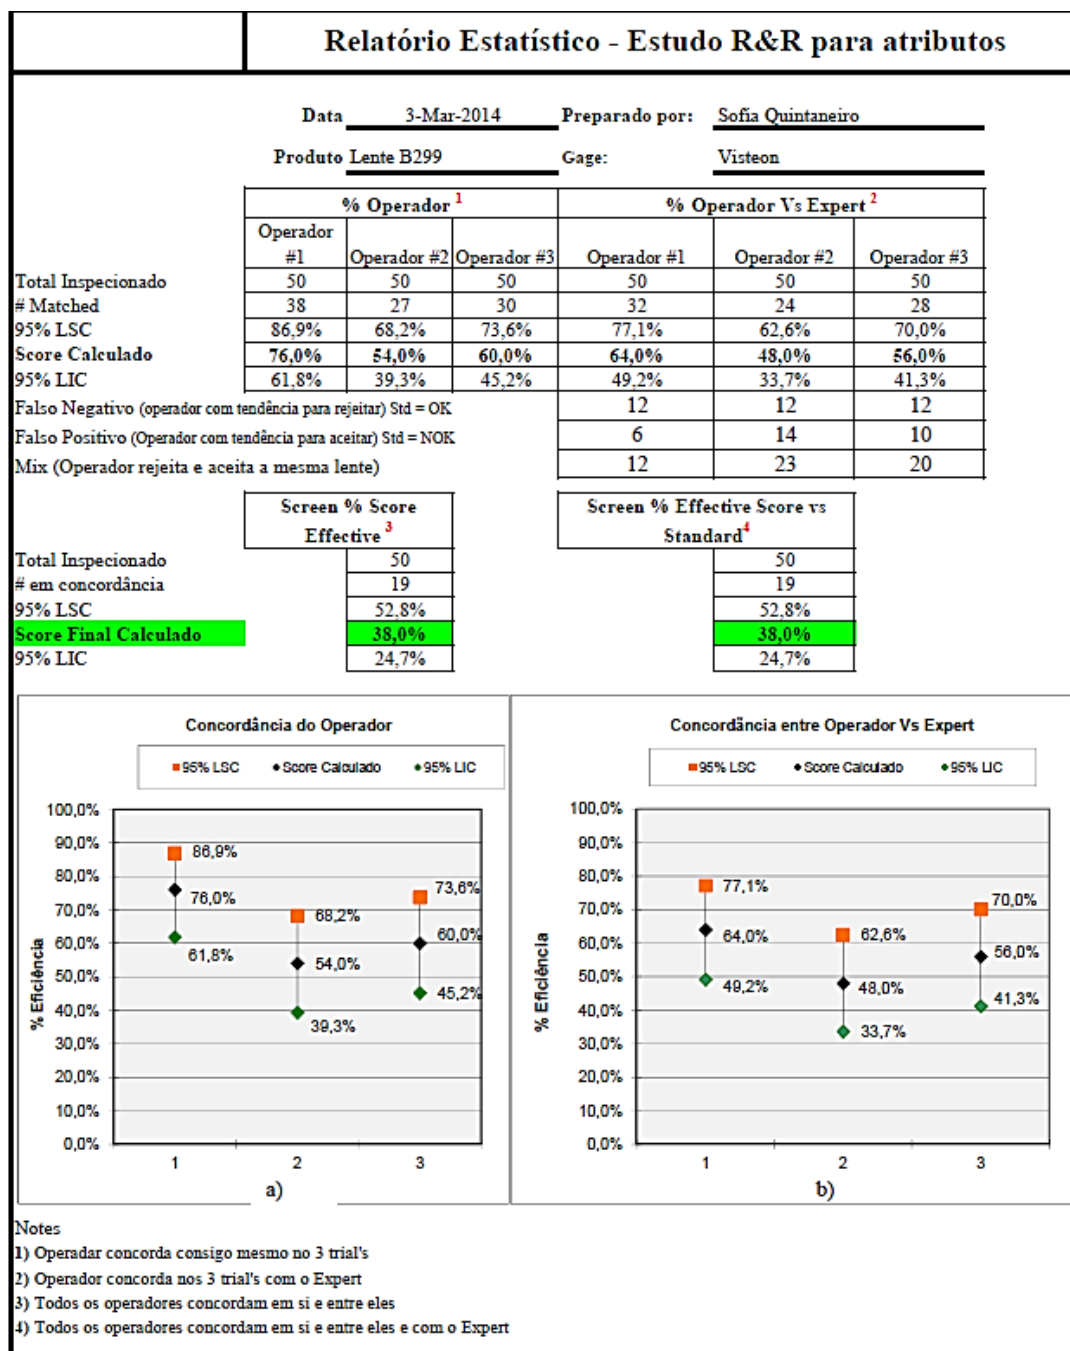 Relatório Estatístico - Estudo R&R para atributos
Data 3-Mar-2014 Preparado por: Sofia Quintaneiro
Produto Lente B299 Gage: Visteon
% Operador 1 % Operador Vs Expert 2
Operador #1 Operador #2 Operador #3 Operador #1 Operador #2 Operador #3
Total Inspecionado 50 50 50 50 50 50
# Matched 38 27 30 32 24 28
95% LSC 86,9% 68,2% 73,6% 77,1% 62,6% 70,0%
Score Calculado 76,0% 54,0% 60,0% 64,0% 48,0% 56,0%
95% LIC 61,8% 39,3% 45,2% 49,2% 33,7% 41,3%
Falso Negativo (operador com tendência para rejeitar) Std = OK 12 12 12
Falso Positivo (Operador com tendência para aceitar) Std = NOK 6 14 10
Mix (Operador rejeita e aceita a mesma lente) 12 23 20
Screen % Score Effective 3 Screen % Effective Score vs Standard 4
Total Inspecionado 50 50
# em concordância 19 19
95% LSC 52,8% 52,8%
Score Final Calculado 38,0% 38,0%
95% LIC 24,7% 24,7%
Concordância do Operador
95% LSC Score Calculado 95% LIC
% Eficiência
100,0%
90,0%
80,0%
70,0%
60,0%
50,0%
40,0%
30,0%
20,0%
10,0%
0,0%
86,9%
76,0%
61,8%
68,2%
54,0%
39,3%
73,6%
60,0%
45,2%
1 2 3
a)
Concordância entre Operador Vs Expert
95% LSC Score Calculado 95% LIC
% Eficiência
100,0%
90,0%
80,0%
70,0%
60,0%
50,0%
40,0%
30,0%
20,0%
10,0%
0,0%
77,1%
64,0%
49,2%
62,6%
48,0%
33,7%
70,0%
56,0%
41,3%
1 2 3
b)
Notes
1) Operadar concorda consigo mesmo no 3 trial's
2) Operador concorda nos 3 trial's com o Expert
3) Todos os operadores concordam em si e entre eles
4) Todos os operadores concordam em si e entre eles e com o Expert